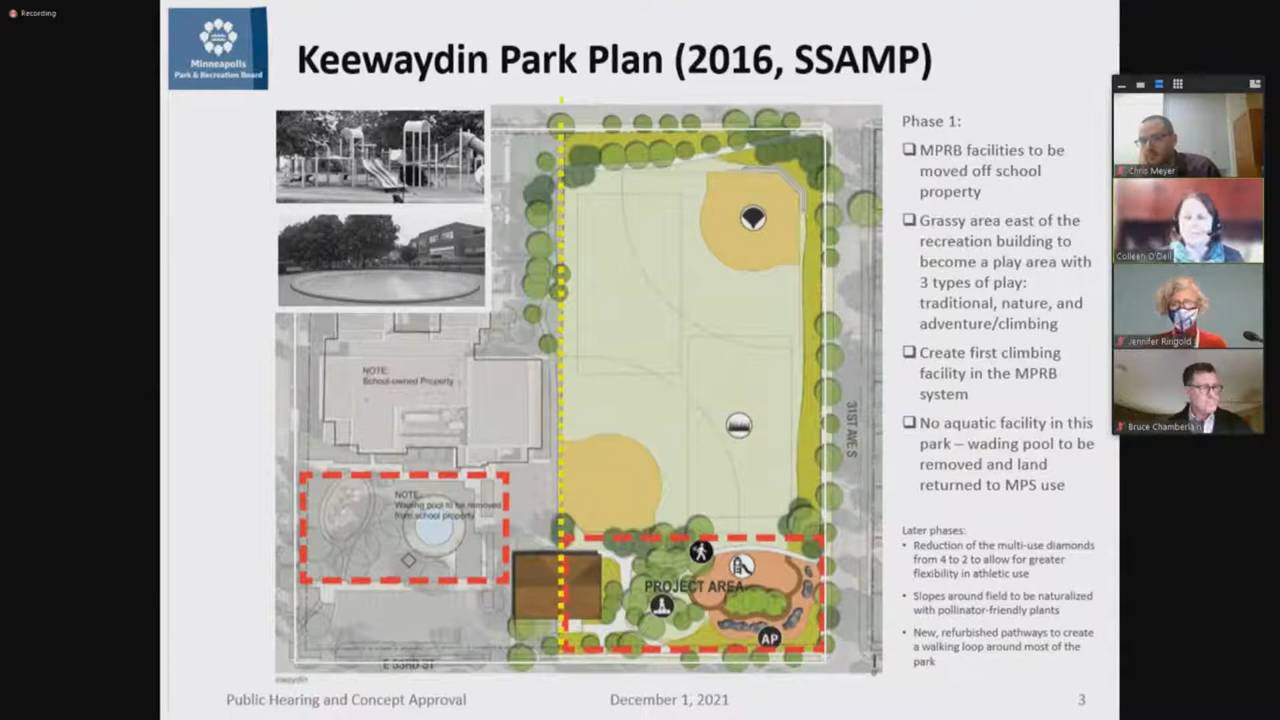 Recording
Minneapolis
Park & Recreation Board
Keewaydin Park Plan (2016, SSAMP)
NOTE:
School-owned Property
NOTE:
Wading pool to be removed
from school property
PROJECT AREA
AP
31ST AVE S
E 53RD ST
Phase 1:
MPRB facilities to be
moved off school
property
Grassy area east of the
recreation building to
become a play area with
3 types of play:
traditional, nature, and
adventure/climbing
Create first climbing
facility in the MPRB
system
No aquatic facility in this
park – wading pool to be
removed and land
returned to MPS use
Later phases:
• Reduction of the multi-use diamonds
from 4 to 2 to allow for greater
flexibility in athletic use
• Slopes around field to be naturalized
with pollinator-friendly plants
• New, refurbished pathways to create
a walking loop around most of the
park
Public Hearing and Concept Approval
December 1, 2021
3
Chris Meyer
Colleen O'Dell
Jennifer Ringold
Bruce Chamberlain